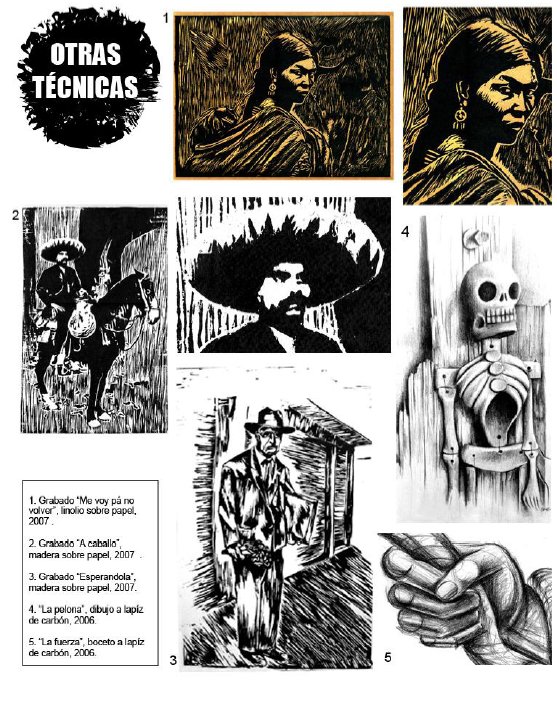 OTRAS
TÉCNICAS
1
2
4
1. Grabado "Me voy pá no
volver", linolio sobre papel,
2007 .
2. Grabado "A caballo",
madera sobre papel, 2007 .
3. Grabado "Esperandola",
madera sobre papel, 2007.
4. "La pelona", dibujo a lapíz
de carbón, 2006.
5. "La fuerza", boceto a lapíz
de carbón, 2006.
3
5